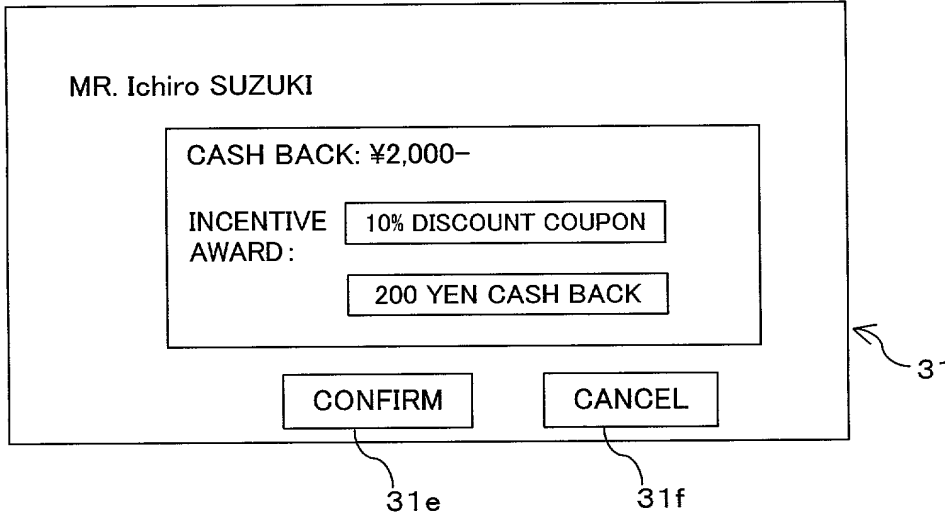 MR. Ichiro SUZUKI
CASH BACK: ¥2,000-
INCENTIVE AWARD:
10% DISCOUNT COUPON
200 YEN CASH BACK
CONFIRM
CANCEL
31
31e
31f